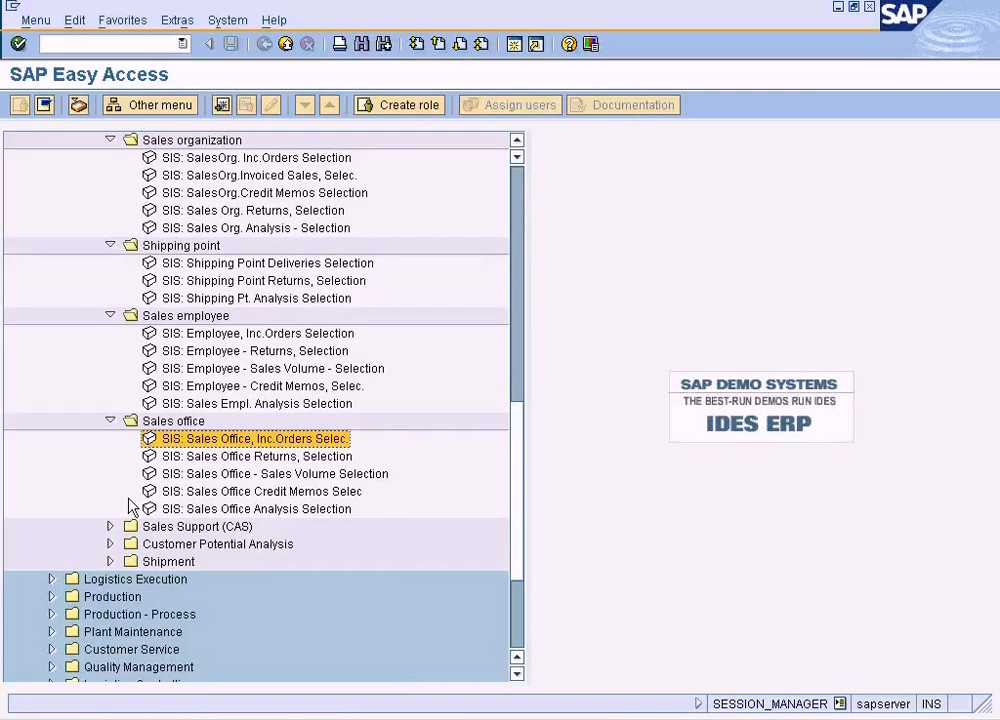 Menu Edit Favorites Extras System Help
SAP
SAP Easy Access
Other menu Create role Assign users Documentation
Sales organization
SIS: SalesOrg. Inc.Orders Selection
SIS: SalesOrg.Invoiced Sales, Selec.
SIS: SalesOrg.Credit Memos Selection
SIS: Sales Org. Returns, Selection
SIS: Sales Org. Analysis - Selection
Shipping point
SIS: Shipping Point Deliveries Selection
SIS: Shipping Point Returns, Selection
SIS: Shipping Pt. Analysis Selection
Sales employee
SIS: Employee, Inc.Orders Selection
SIS: Employee - Returns, Selection
SIS: Employee - Sales Volume - Selection
SIS: Employee - Credit Memos, Selec.
SIS: Sales Empl. Analysis Selection
Sales office
SIS: Sales Office, Inc.Orders Selec.
SIS: Sales Office Returns, Selection
SIS: Sales Office - Sales Volume Selection
SIS: Sales Office Credit Memos Selec
SIS: Sales Office Analysis Selection
Sales Support (CAS)
Customer Potential Analysis
Shipment
Logistics Execution
Production
Production - Process
Plant Maintenance
Customer Service
Quality Management
SAP DEMO SYSTEMS
THE BEST-RUN DEMOS RUN IDES
IDES ERP
SESSION_MANAGER sapserver INS